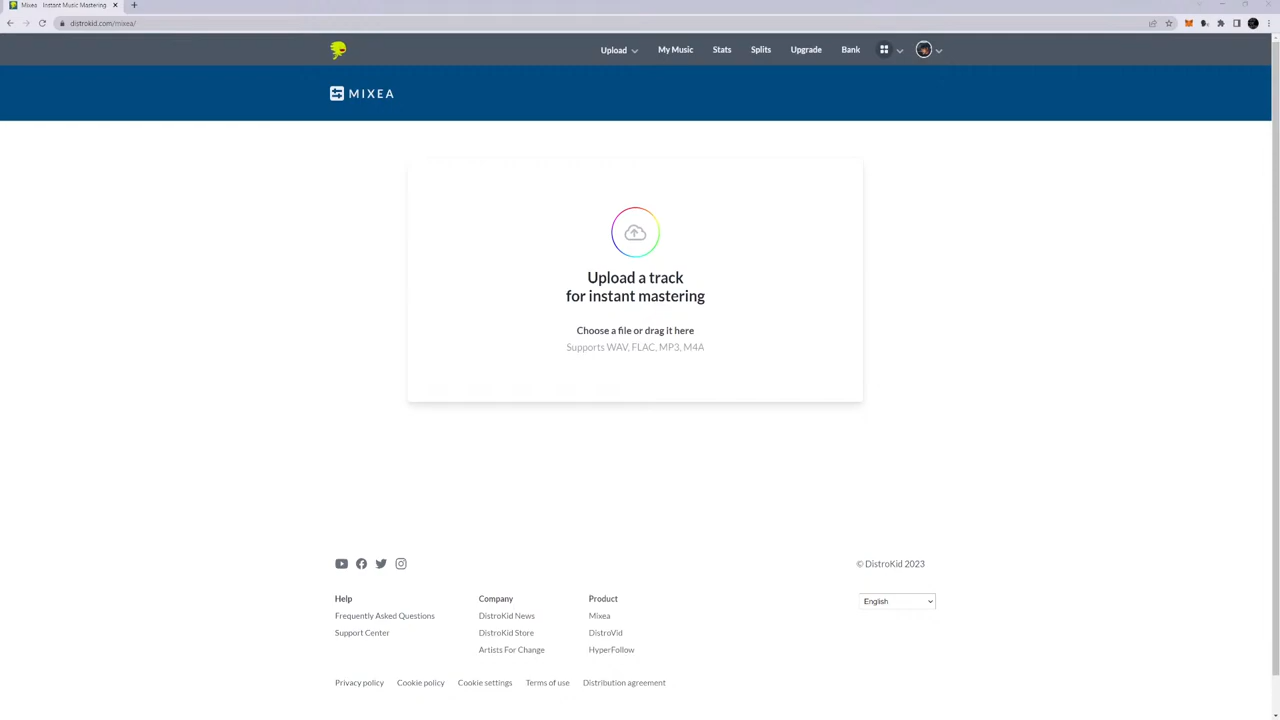 Mixea Instant Music Mastering
distrokid.com/mixea/
Upload My Music Stats Splits Upgrade Bank
MIXEA
Upload a track
for instant mastering
Choose a file or drag it here
Supports WAV, FLAC, MP3, M4A
© DistroKid 2023
Help Company Product
English
Frequently Asked Questions DistroKid News Mixea
Support Center DistroKid Store DistroVid
Artists For Change HyperFollow
Privacy policy Cookie policy Cookie settings Terms of use Distribution agreement